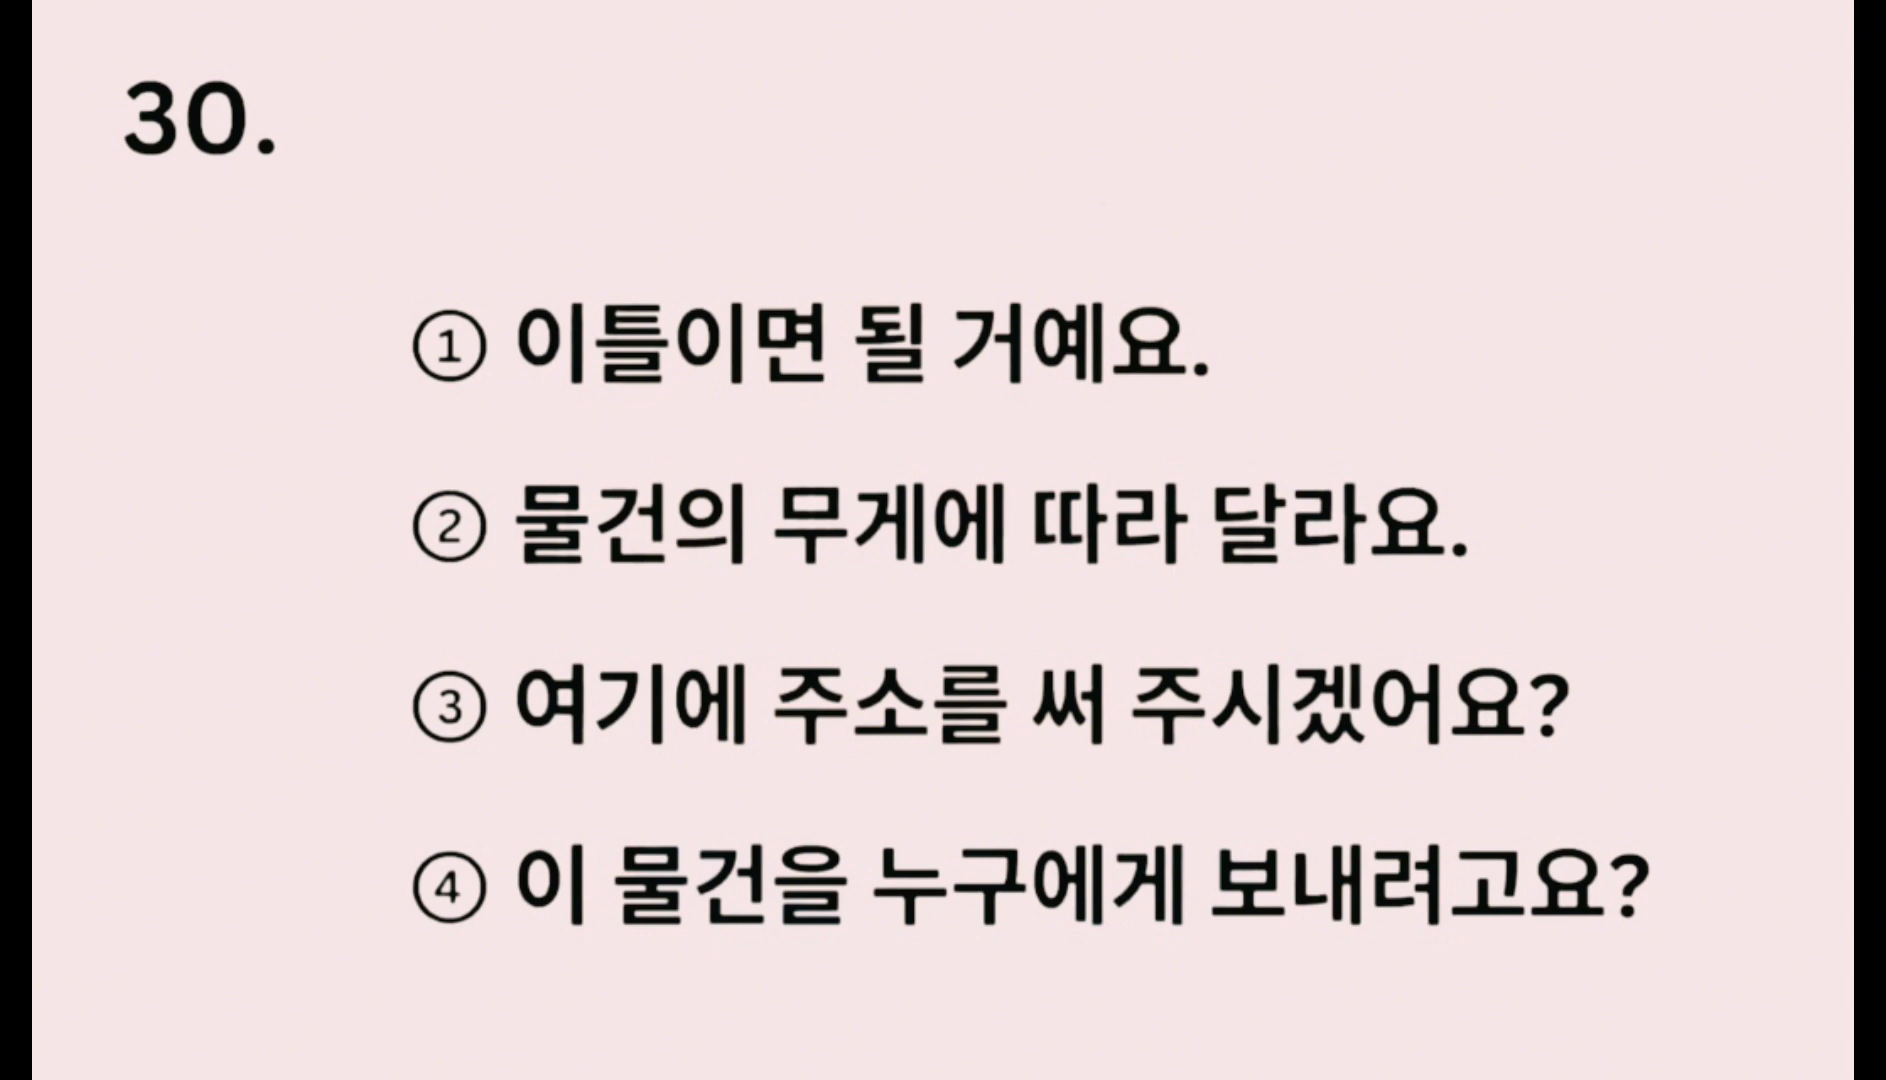 30.
① 이틀이면 될 거예요.
② 물건의 무게에 따라 달라요.
③ 여기에 주소를 써 주시겠어요?
④ 이 물건을 누구에게 보내려고요?